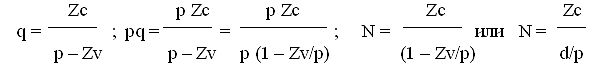 q = Zc / p – Zv ; pq = p Zc / p – Zv = p Zc / p (1 – Zv/p) ; N = Zc / (1 – Zv/p) или N = Zc / d/p